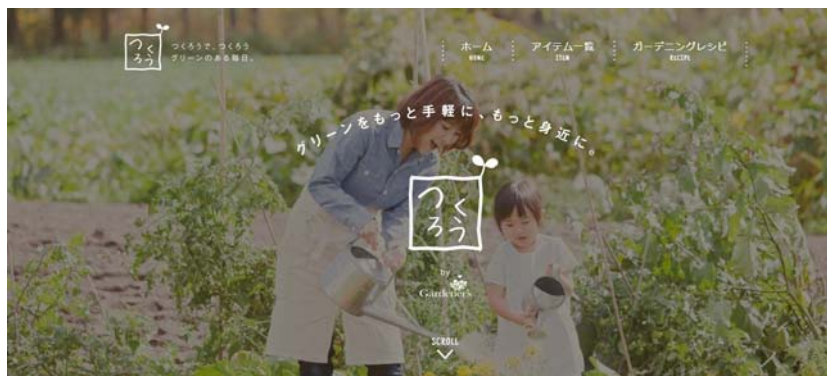 つくろう
つくろうで、つくろう
グリーンのある毎日。
ホーム
HOME
アイテム一覧
ITEM
ガーデニングレシピ
RECIPE
グリーンをもっと手軽に、もっと身近に。
つくろう
by
Gardener's
SCROLL